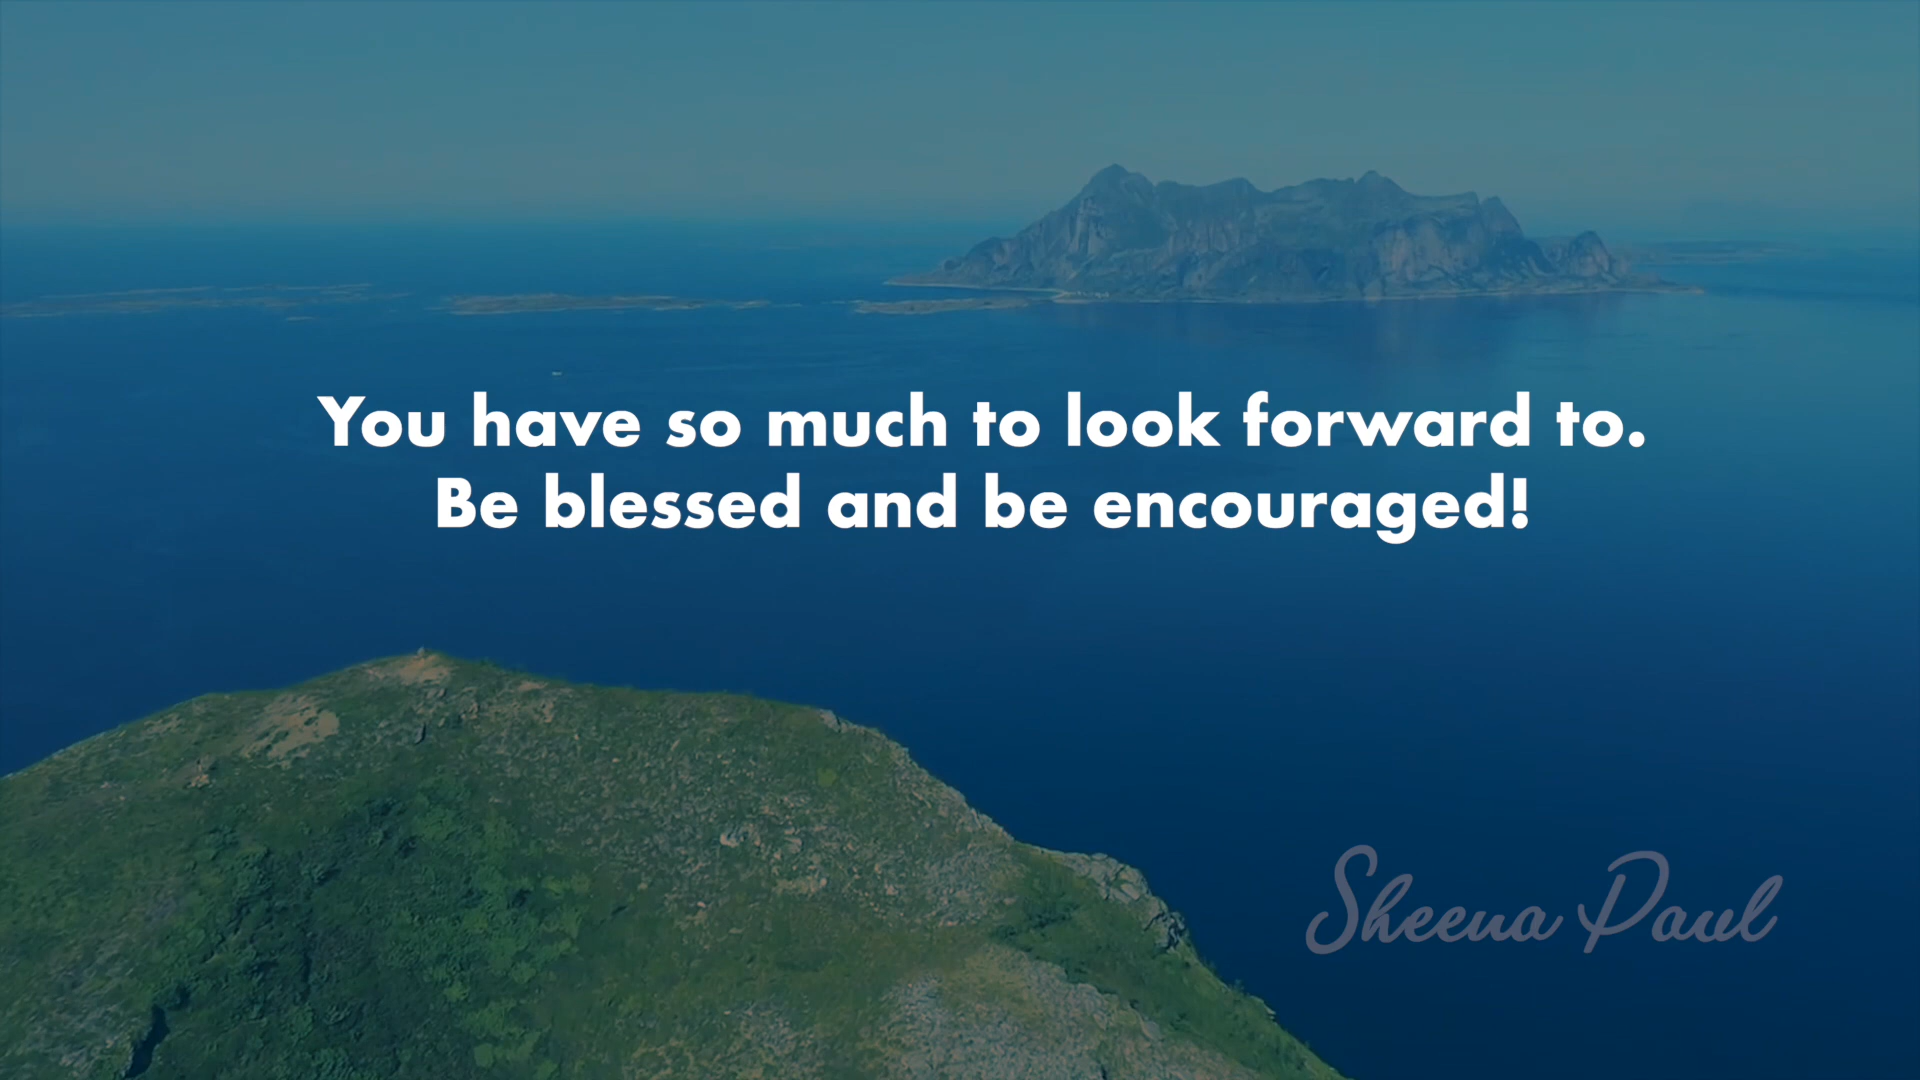 You have so much to look forward to.
Be blessed and be encouraged!
Sheena Paul